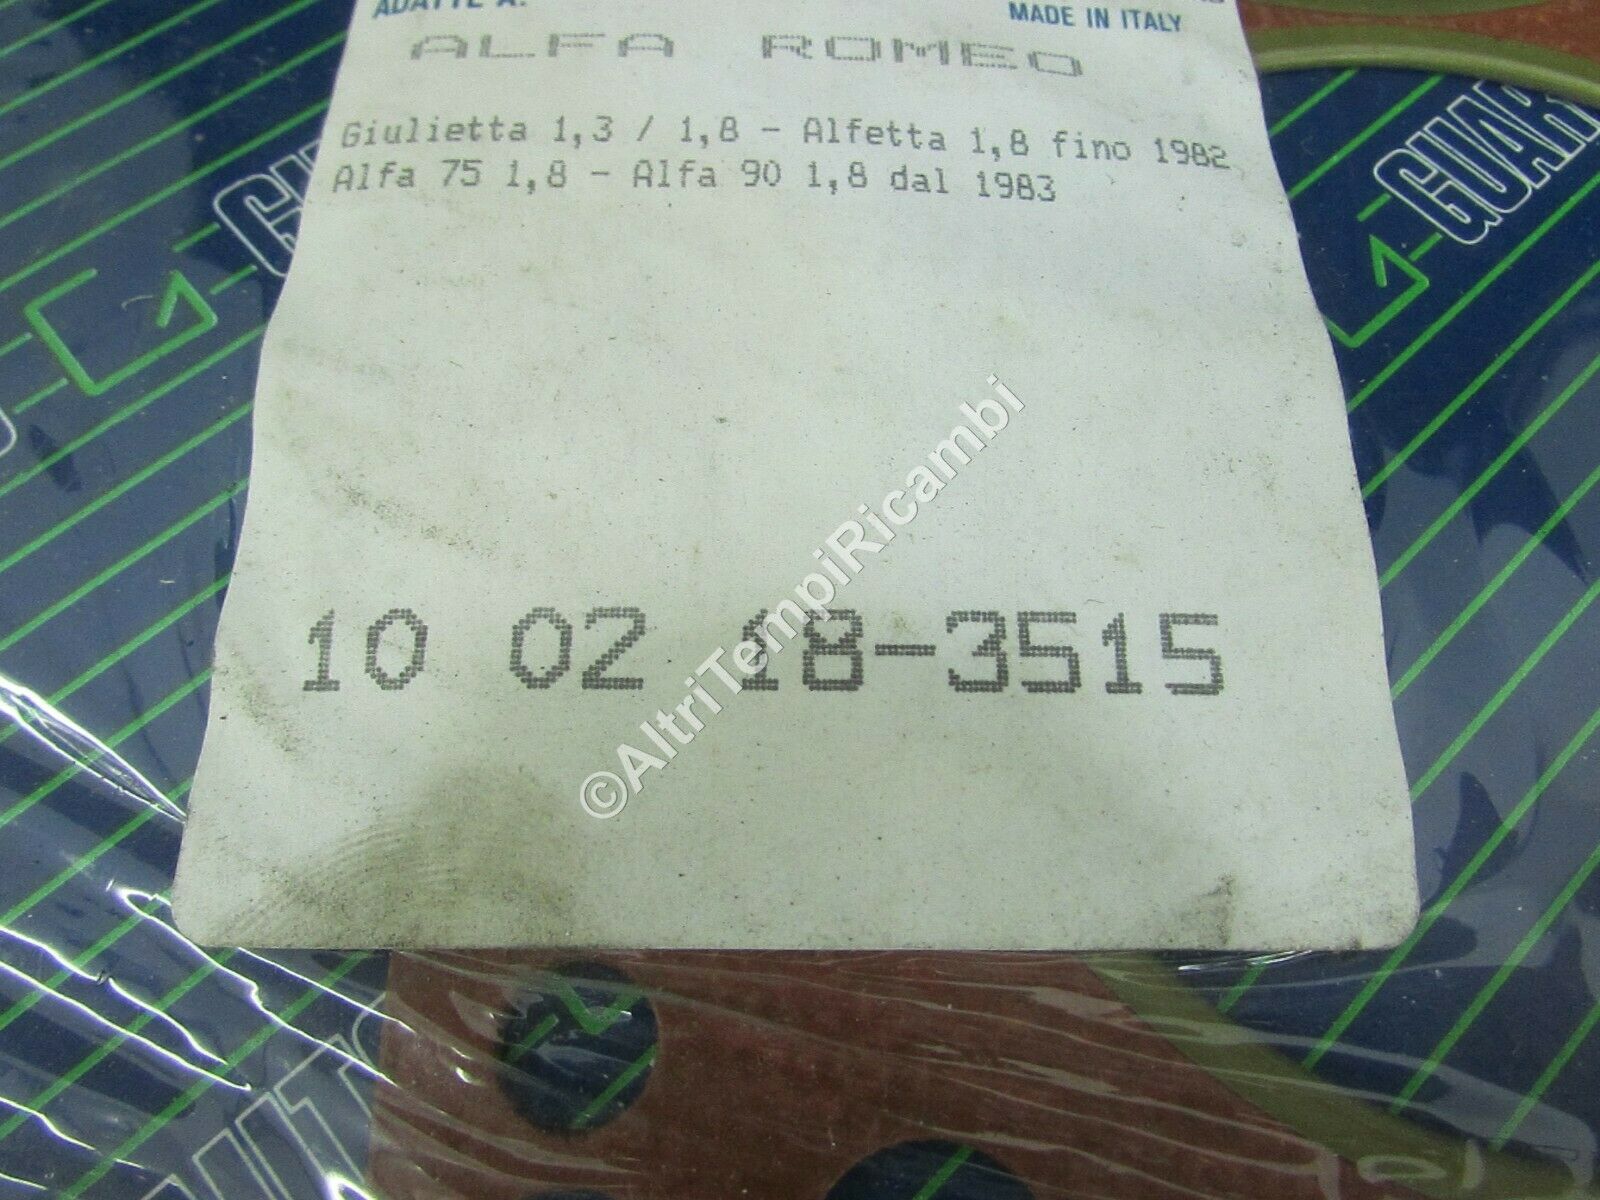 ADATTE A:
MADE IN ITALY
ALFA ROMEO
Giulietta 1,3 / 1,8 - Alfetta 1,8 fino 1982
Alfa 75 1,8 - Alfa 90 1,8 dal 1983
10 02 18-3515
©AltriTempiRicambi